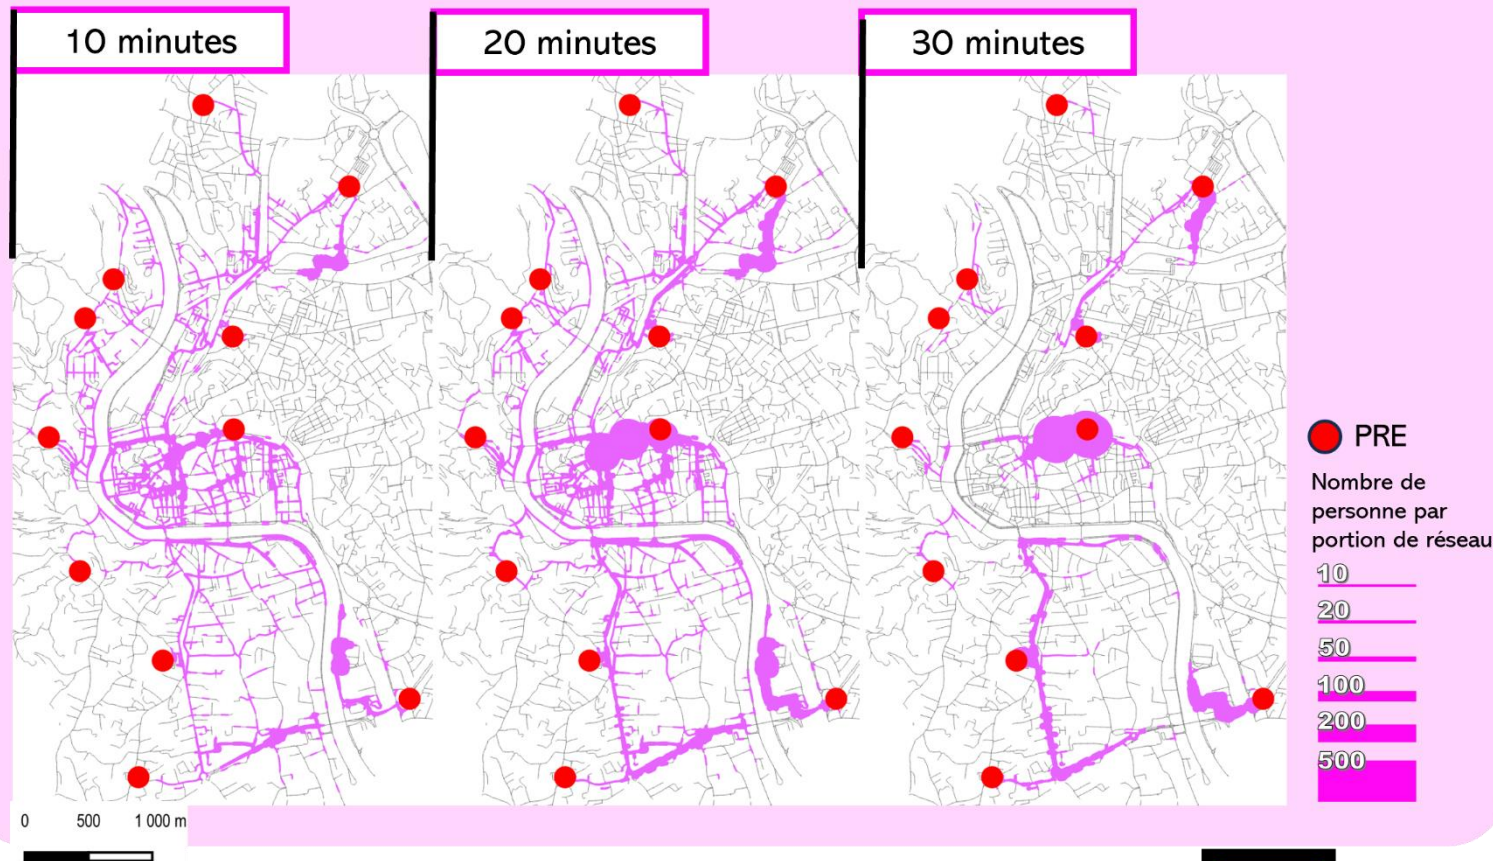 10 minutes
20 minutes
30 minutes
PRE
Nombre de
personne par
portion de réseau
10
20
50
100
200
500
0 500 1 000 m